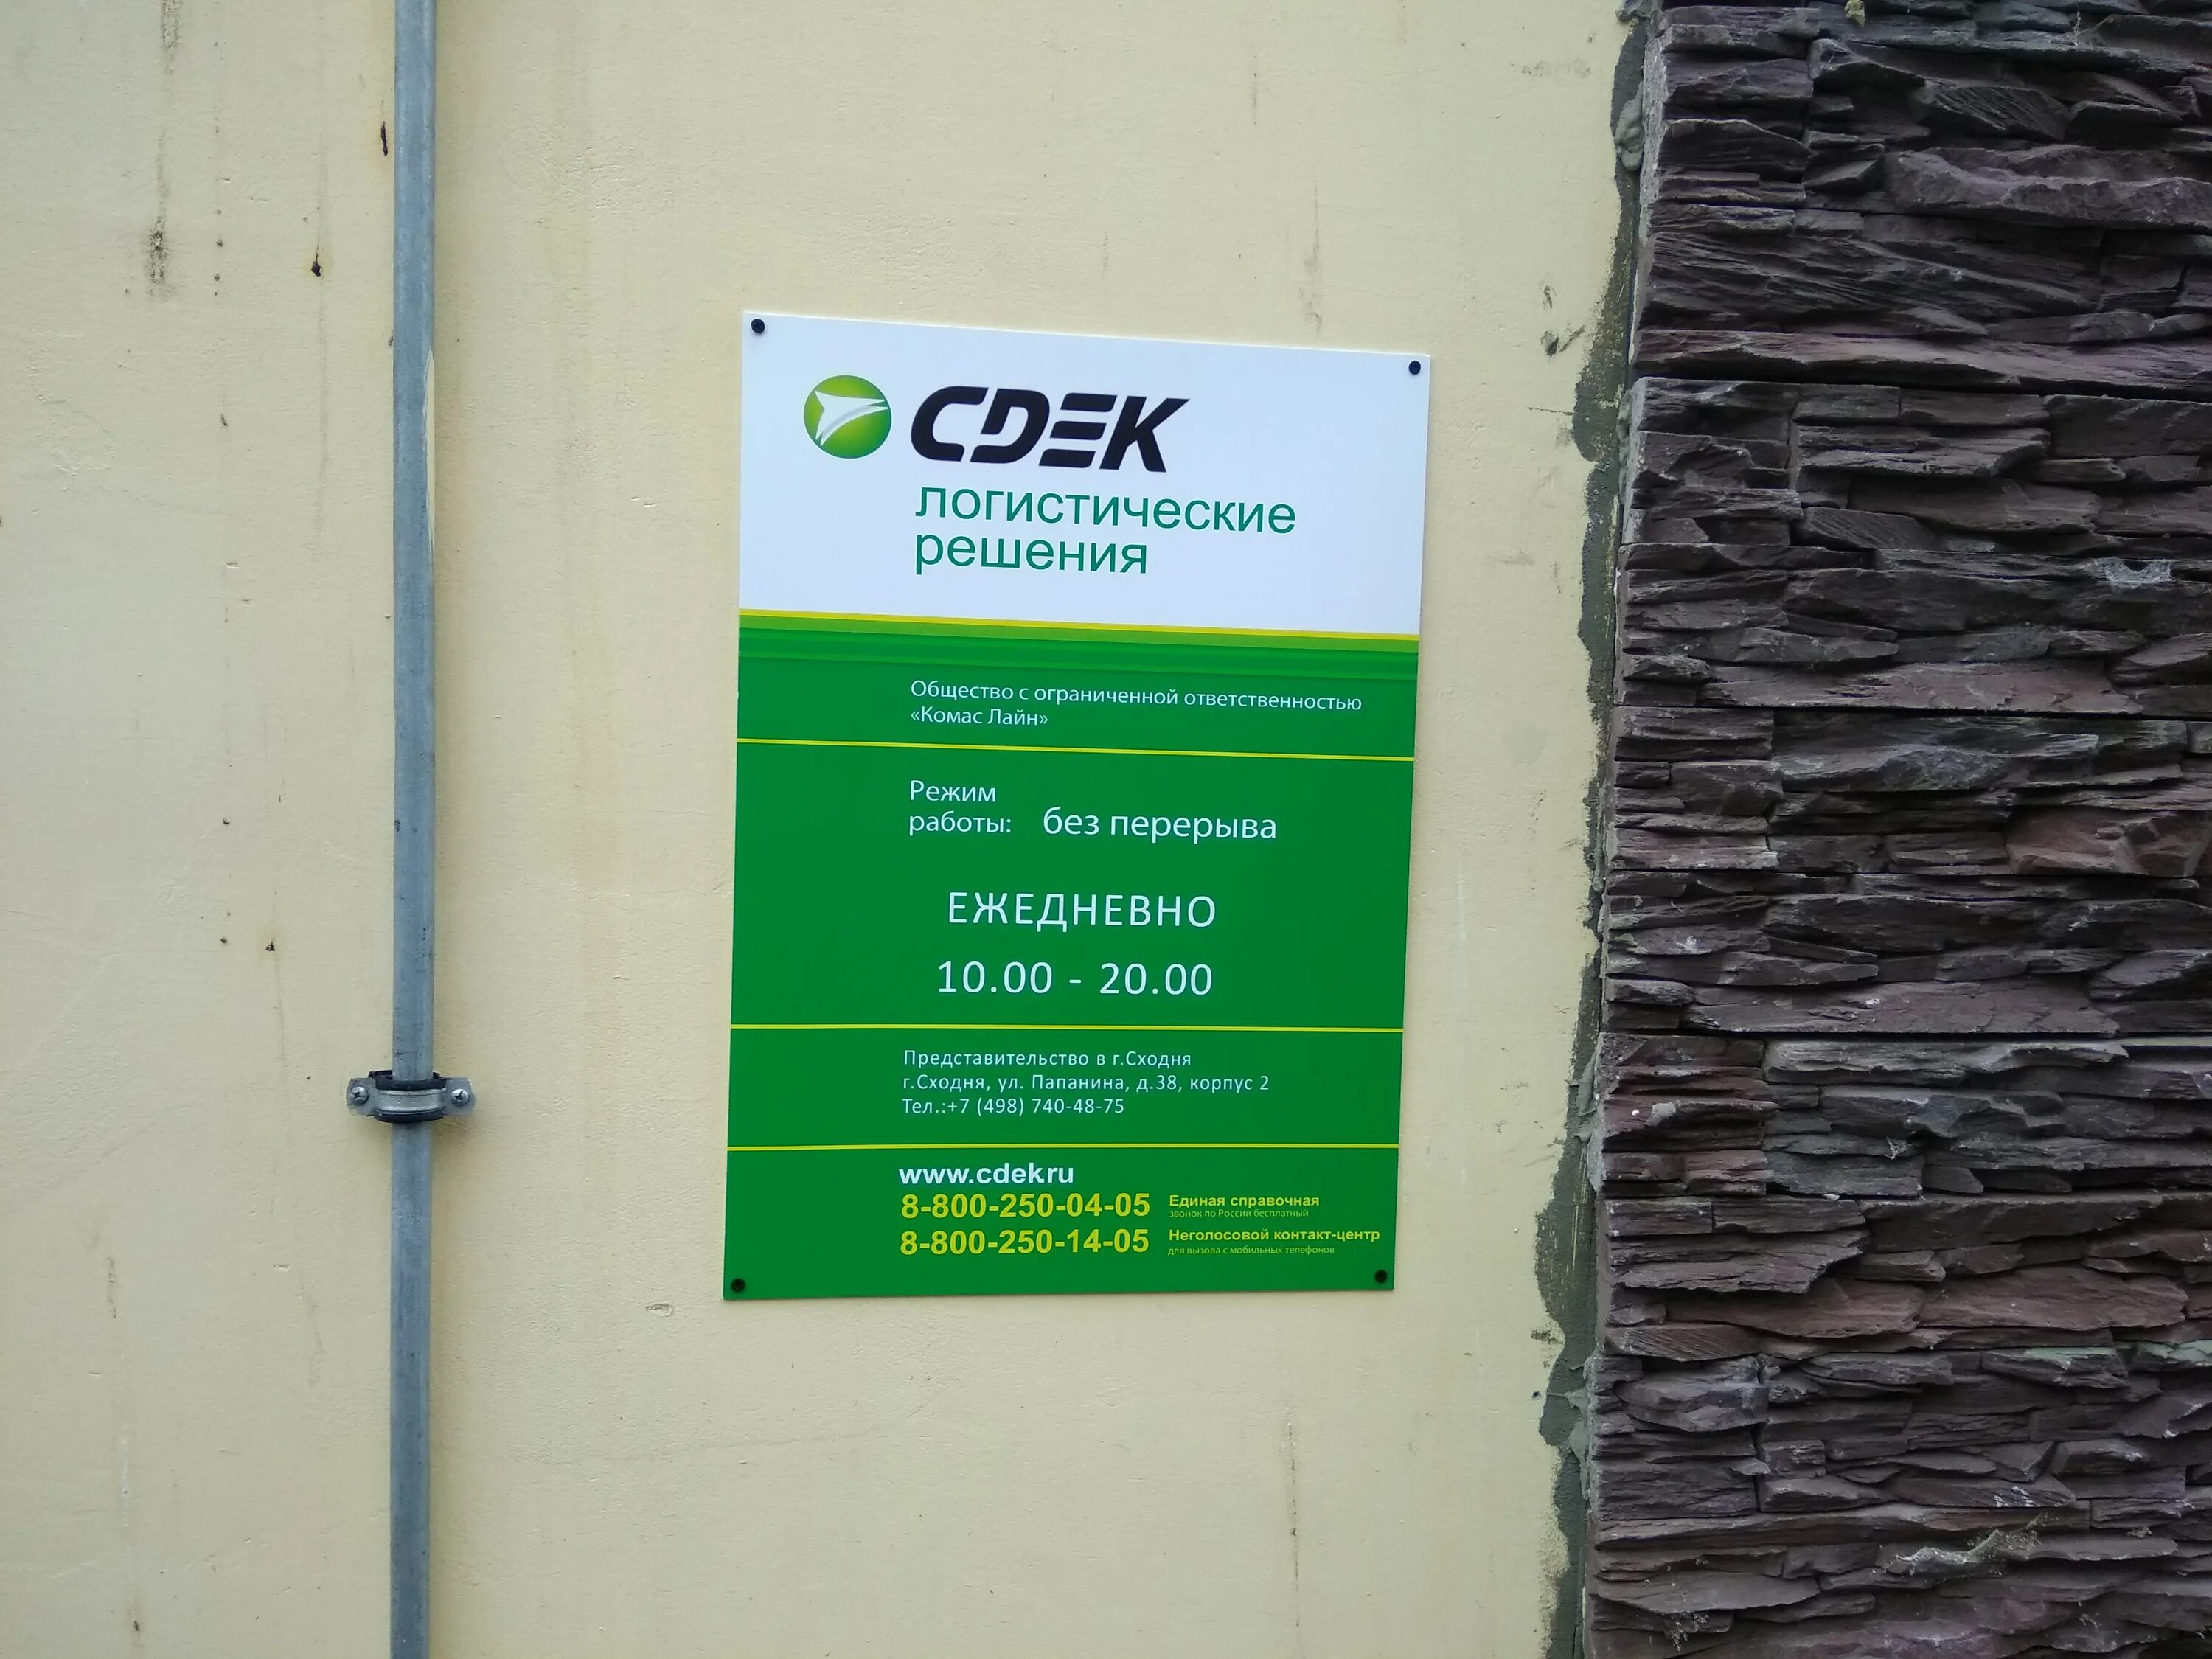 CDEK
логистические
решения
Общество с ограниченной ответственностью
«Комас Лайн»
Режим
работы: без перерыва
ЕЖЕДНЕВНО
10.00 - 20.00
Представительство в г.Сходня
г.Сходня, ул. Папанина, д.38, корпус 2
Тел.:+7 (498) 740-48-75
www.cdek.ru
8-800-250-04-05 Единая справочная
звонок по России бесплатный
8-800-250-14-05 Неголосовой контакт-центр
для вызова с мобильных телефонов